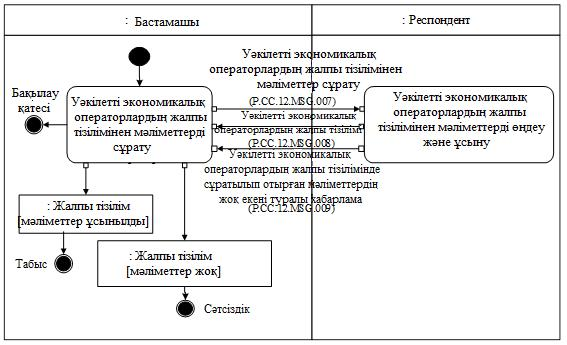 : Бастамашы
: Респондент
Уәкілетті экономикалық
операторлардың жалпы тізілімінен
мәліметтер сұрату
(P.CC.12.MSG.007)
Бақылау
қатесі
Уәкілетті экономикалық
операторлардың жалпы
тізілімінен мәліметтерді
сұрату
Уәкілетті экономикалық
операторлардың жалпы тізілімі
(P.CC.12.MSG.008)
Уәкілетті экономикалық
операторлардың жалпы
тізілімінен мәліметтерді өңдеу
және ұсыну
Уәкілетті экономикалық
операторлардың жалпы тізілімінде
сұратылып отырған мәліметтердің
жоқ екені туралы хабарлама
(P.CC.12.MSG.009)
: Жалпы тізілім
[мәліметтер ұсынылды]
Табыс
: Жалпы тізілім
[мәліметтер жоқ]
Сәтсіздік